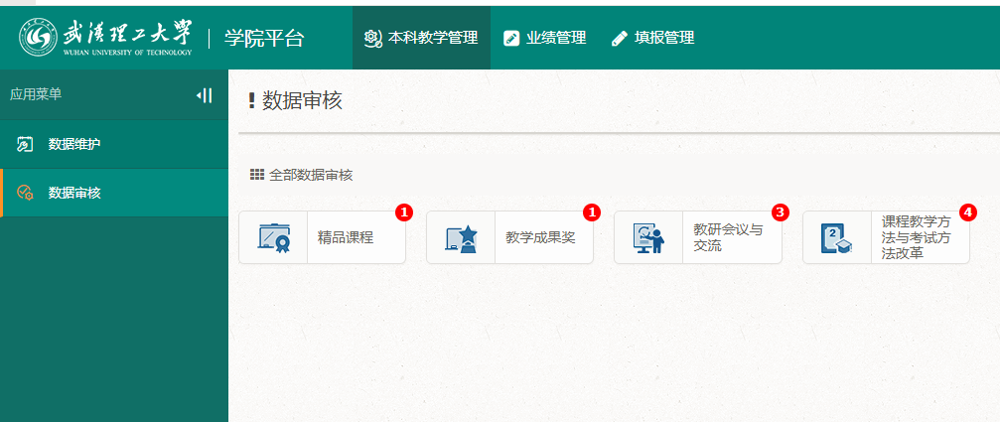 武汉理工大学
WUHAN UNIVERSITY OF TECHNOLOGY
学院平台
本科教学管理
业绩管理
填报管理
应用菜单
数据维护
数据审核
数据审核
全部数据审核
精品课程
1
教学成果奖
1
教研会议与
交流
3
2
课程教学方
法与考试方
法改革
4